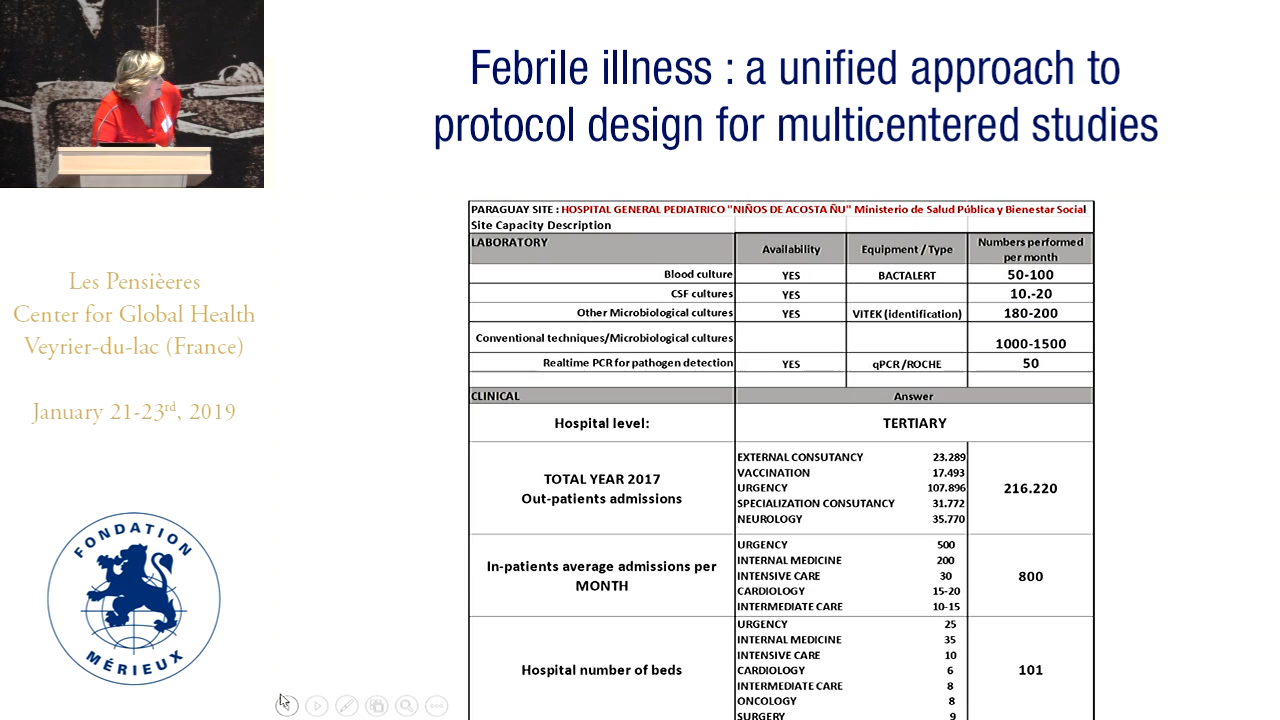 Febrile illness : a unified approach to
protocol design for multicentered studies
Les Pensièeres
Center for Global Health
Veyrier-du-lac (France)
January 21-23rd, 2019
FONDATION
MÉRIEUX
PARAGUAY SITE : HOSPITAL GENERAL PEDIATRICO "NIÑOS DE ACOSTA ÑU" Ministerio de Salud Pública y Bienestar Social
Site Capacity Description
LABORATORY Availability Equipment / Type Numbers performed per month
Blood culture YES BACTALERT 50-100
CSF cultures YES 10.-20
Other Microbiological cultures YES VITEK (identification) 180-200
Conventional techniques/Microbiological cultures 1000-1500
Realtime PCR for pathogen detection YES qPCR /ROCHE 50
CLINICAL Answer
Hospital level: TERTIARY
TOTAL YEAR 2017
Out-patients admissions
EXTERNAL CONSUTANCY 23.289
VACCINATION 17.493
URGENCY 107.896
SPECIALIZATION CONSUTANCY 31.772
NEUROLOGY 35.770
216.220
In-patients average admissions per
MONTH
URGENCY 500
INTERNAL MEDICINE 200
INTENSIVE CARE 30
CARDIOLOGY 15-20
INTERMEDIATE CARE 10-15
800
Hospital number of beds
URGENCY 25
INTERNAL MEDICINE 35
INTENSIVE CARE 10
CARDIOLOGY 6
INTERMEDIATE CARE 8
ONCOLOGY 8
SURGERY 9
101